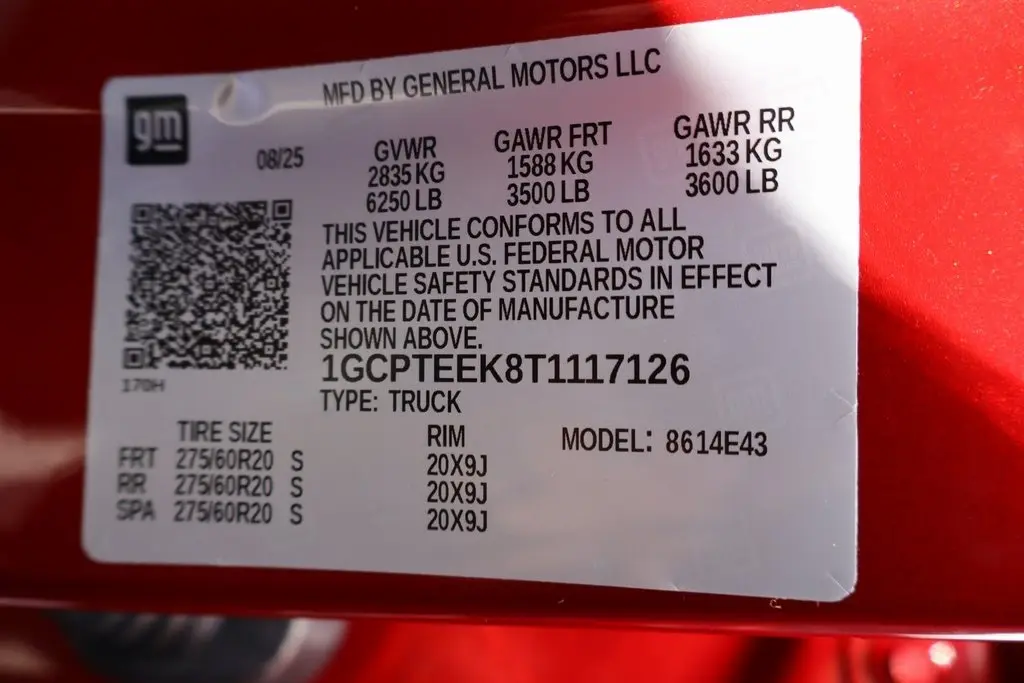 MFD BY GENERAL MOTORS LLC
gm
08/25
GVWR GAWR FRT GAWR RR
2835 KG 1588 KG 1633 KG
6250 LB 3500 LB 3600 LB
THIS VEHICLE CONFORMS TO ALL
APPLICABLE U.S. FEDERAL MOTOR
VEHICLE SAFETY STANDARDS IN EFFECT
ON THE DATE OF MANUFACTURE
SHOWN ABOVE.
1GCPTEEK8T1117126
170H
TYPE: TRUCK
TIRE SIZE RIM MODEL: 8614E43
FRT 275/60R20 S 20X9J
RR 275/60R20 S 20X9J
SPA 275/60R20 S 20X9J